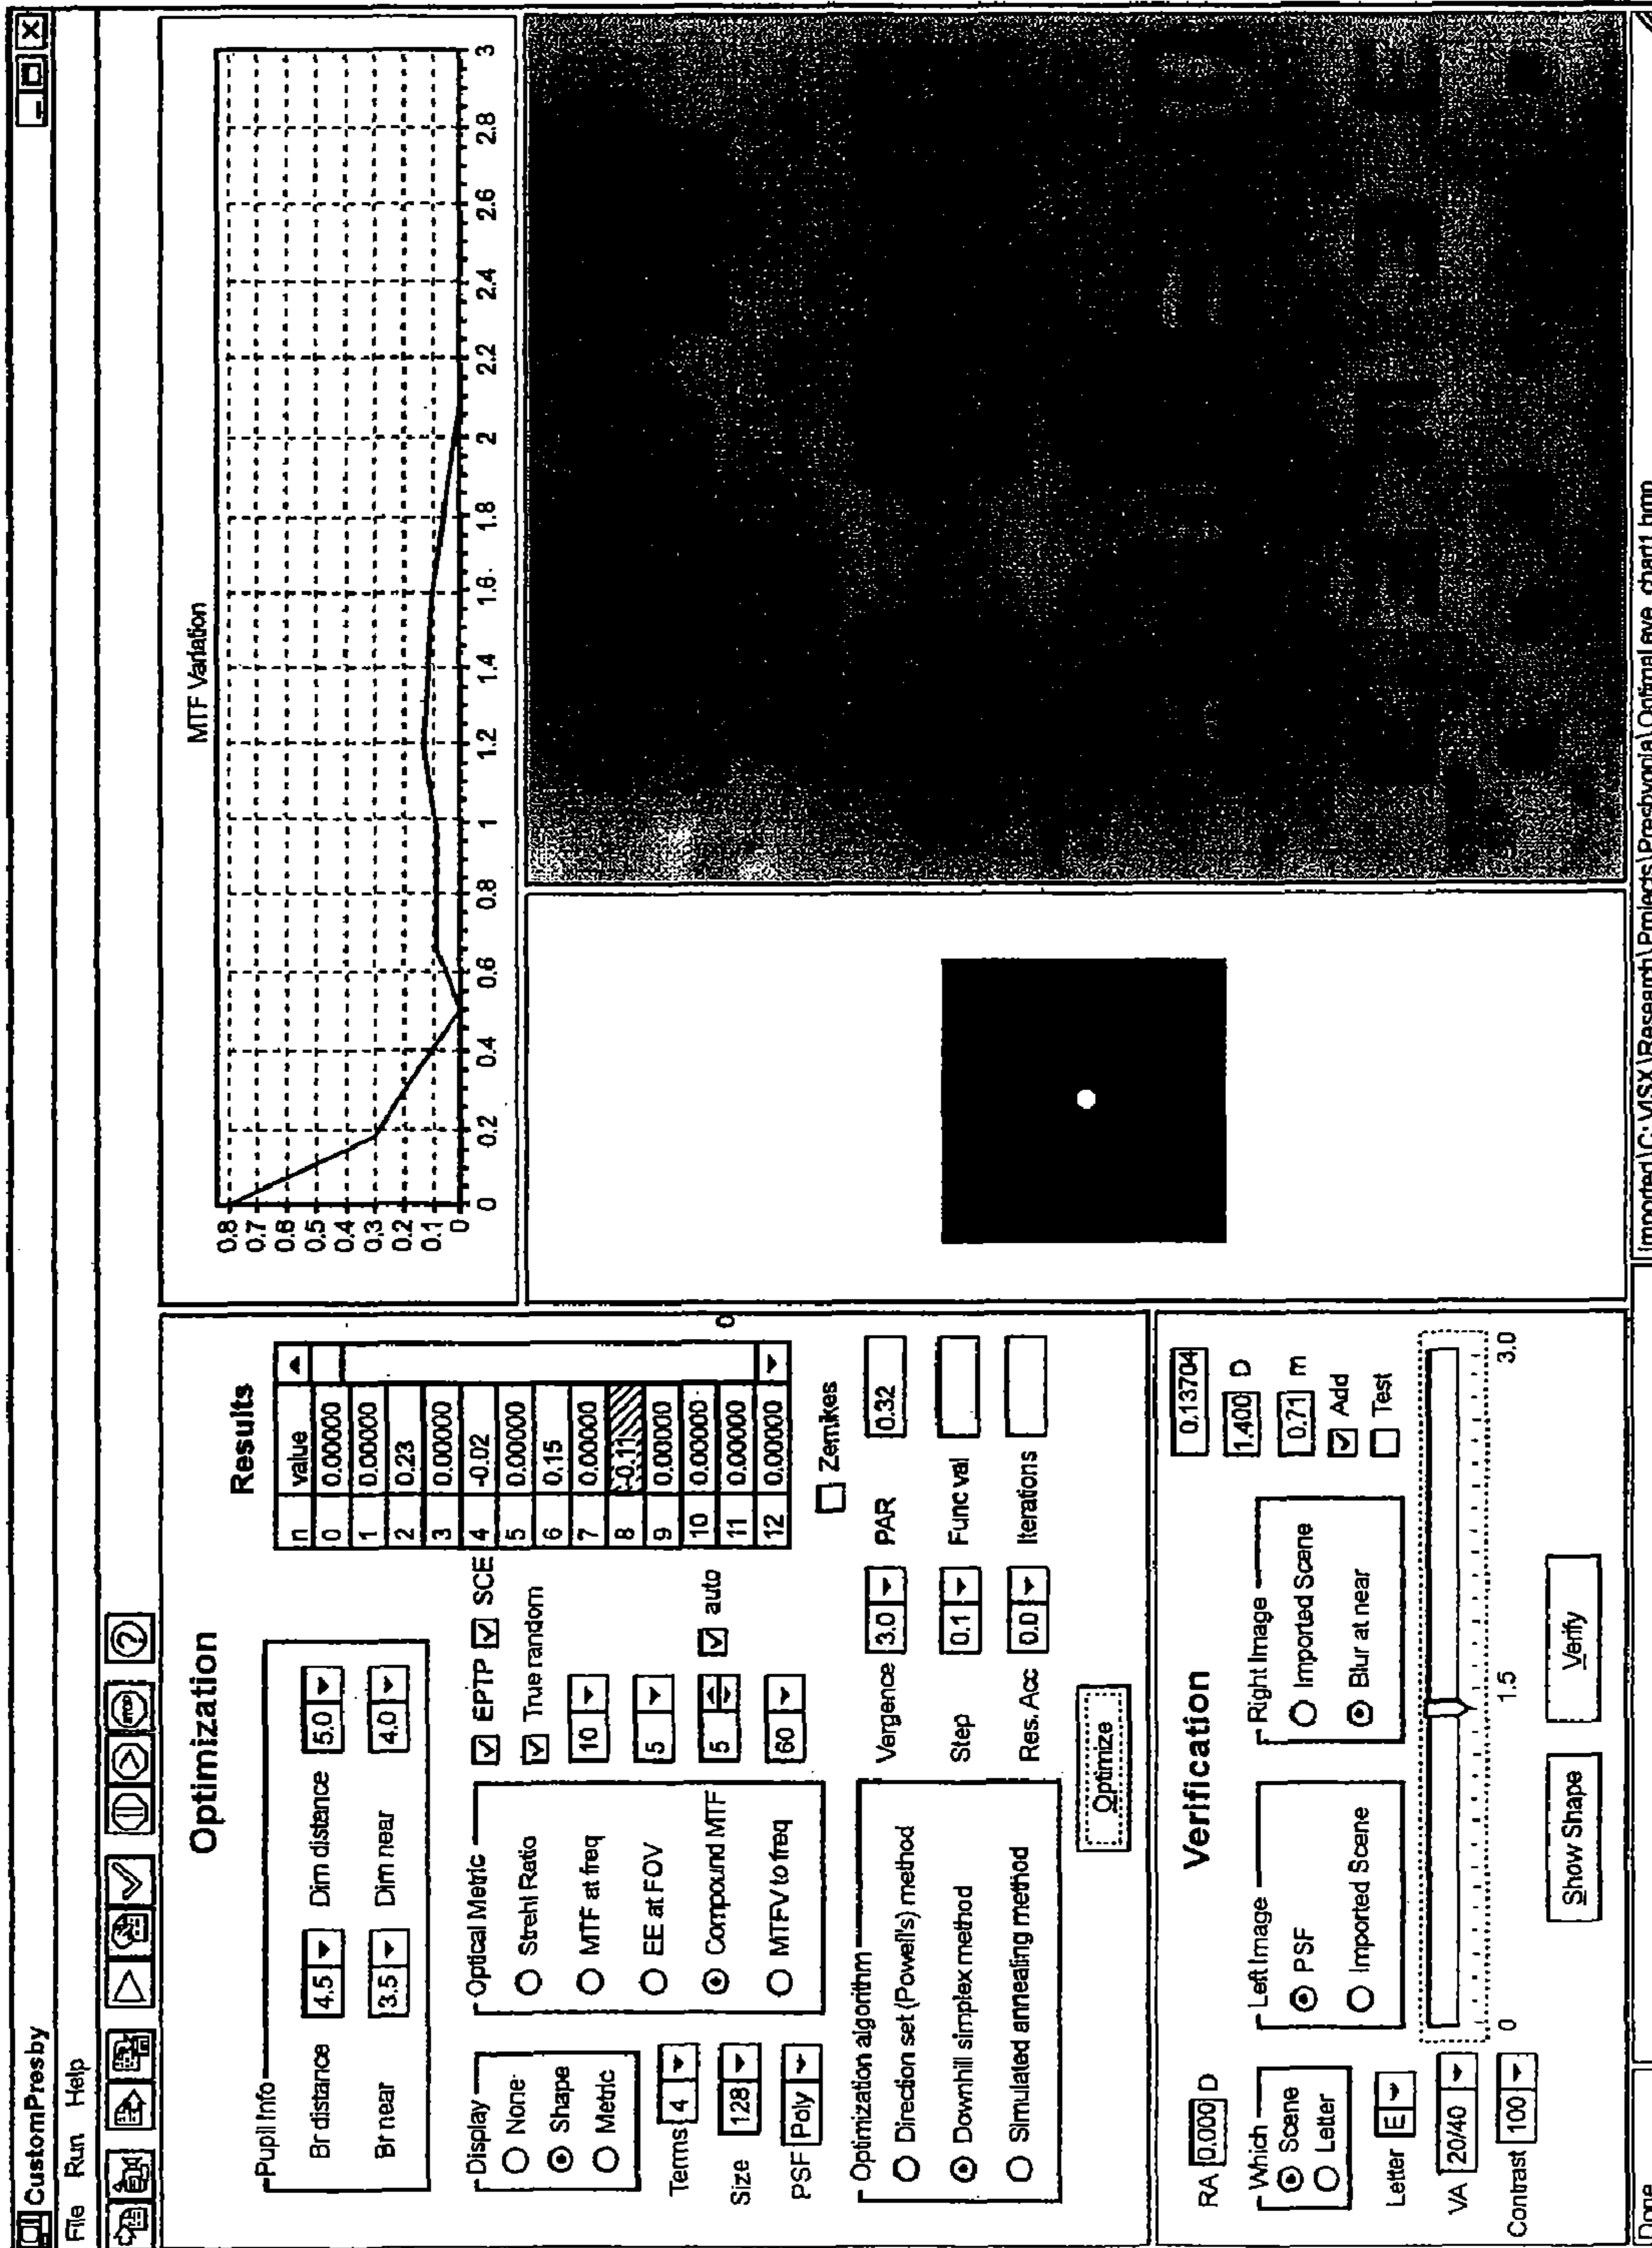 CustomPresby
File Run Help
Optimization
Pupil Info
Br distance 4.5 Dim distance 5.0
Br near 3.5 Dim near 4.0
Display
None
Shape
Metric
Terms 4
Size 128
PSF Poly
Optical Metric
Strehl Ratio
MTF at freq
EE at FOV
Compound MTF
MTFV to freq
EPTP SCE
True random
10
5
5 auto
60
Results
n value
0 0.00000
1 0.00000
2 0.23
3 0.00000
4 -0.02
5 0.00000
6 0.15
7 0.00000
8 -0.11
9 0.00000
10 0.00000
11 0.00000
12 0.00000
0
Zernikes
Optimization algorithm
Direction set (Powell's) method
Downhill simplex method
Simulated annealing method
Vergence 3.0 PAR 0.32
Step 0.1 Func val
Res. Acc 0.0 Iterations
Optimize
Verification
RA 0.000 D
Which
Scene
Letter
Letter E
VA 20/40
Contrast 100
Left Image
PSF
Imported Scene
Right Image
Imported Scene
Blur at near
0.13704
1.400 D
0.71 m
Add
Test
0 1.5 3.0
Show Shape Verify
MTF Variation
0.8
0.7
0.6
0.5
0.4
0.3
0.2
0.1
0
0 0.2 0.4 0.6 0.8 1 1.2 1.4 1.6 1.8 2 2.2 2.4 2.6 2.8 3
Done